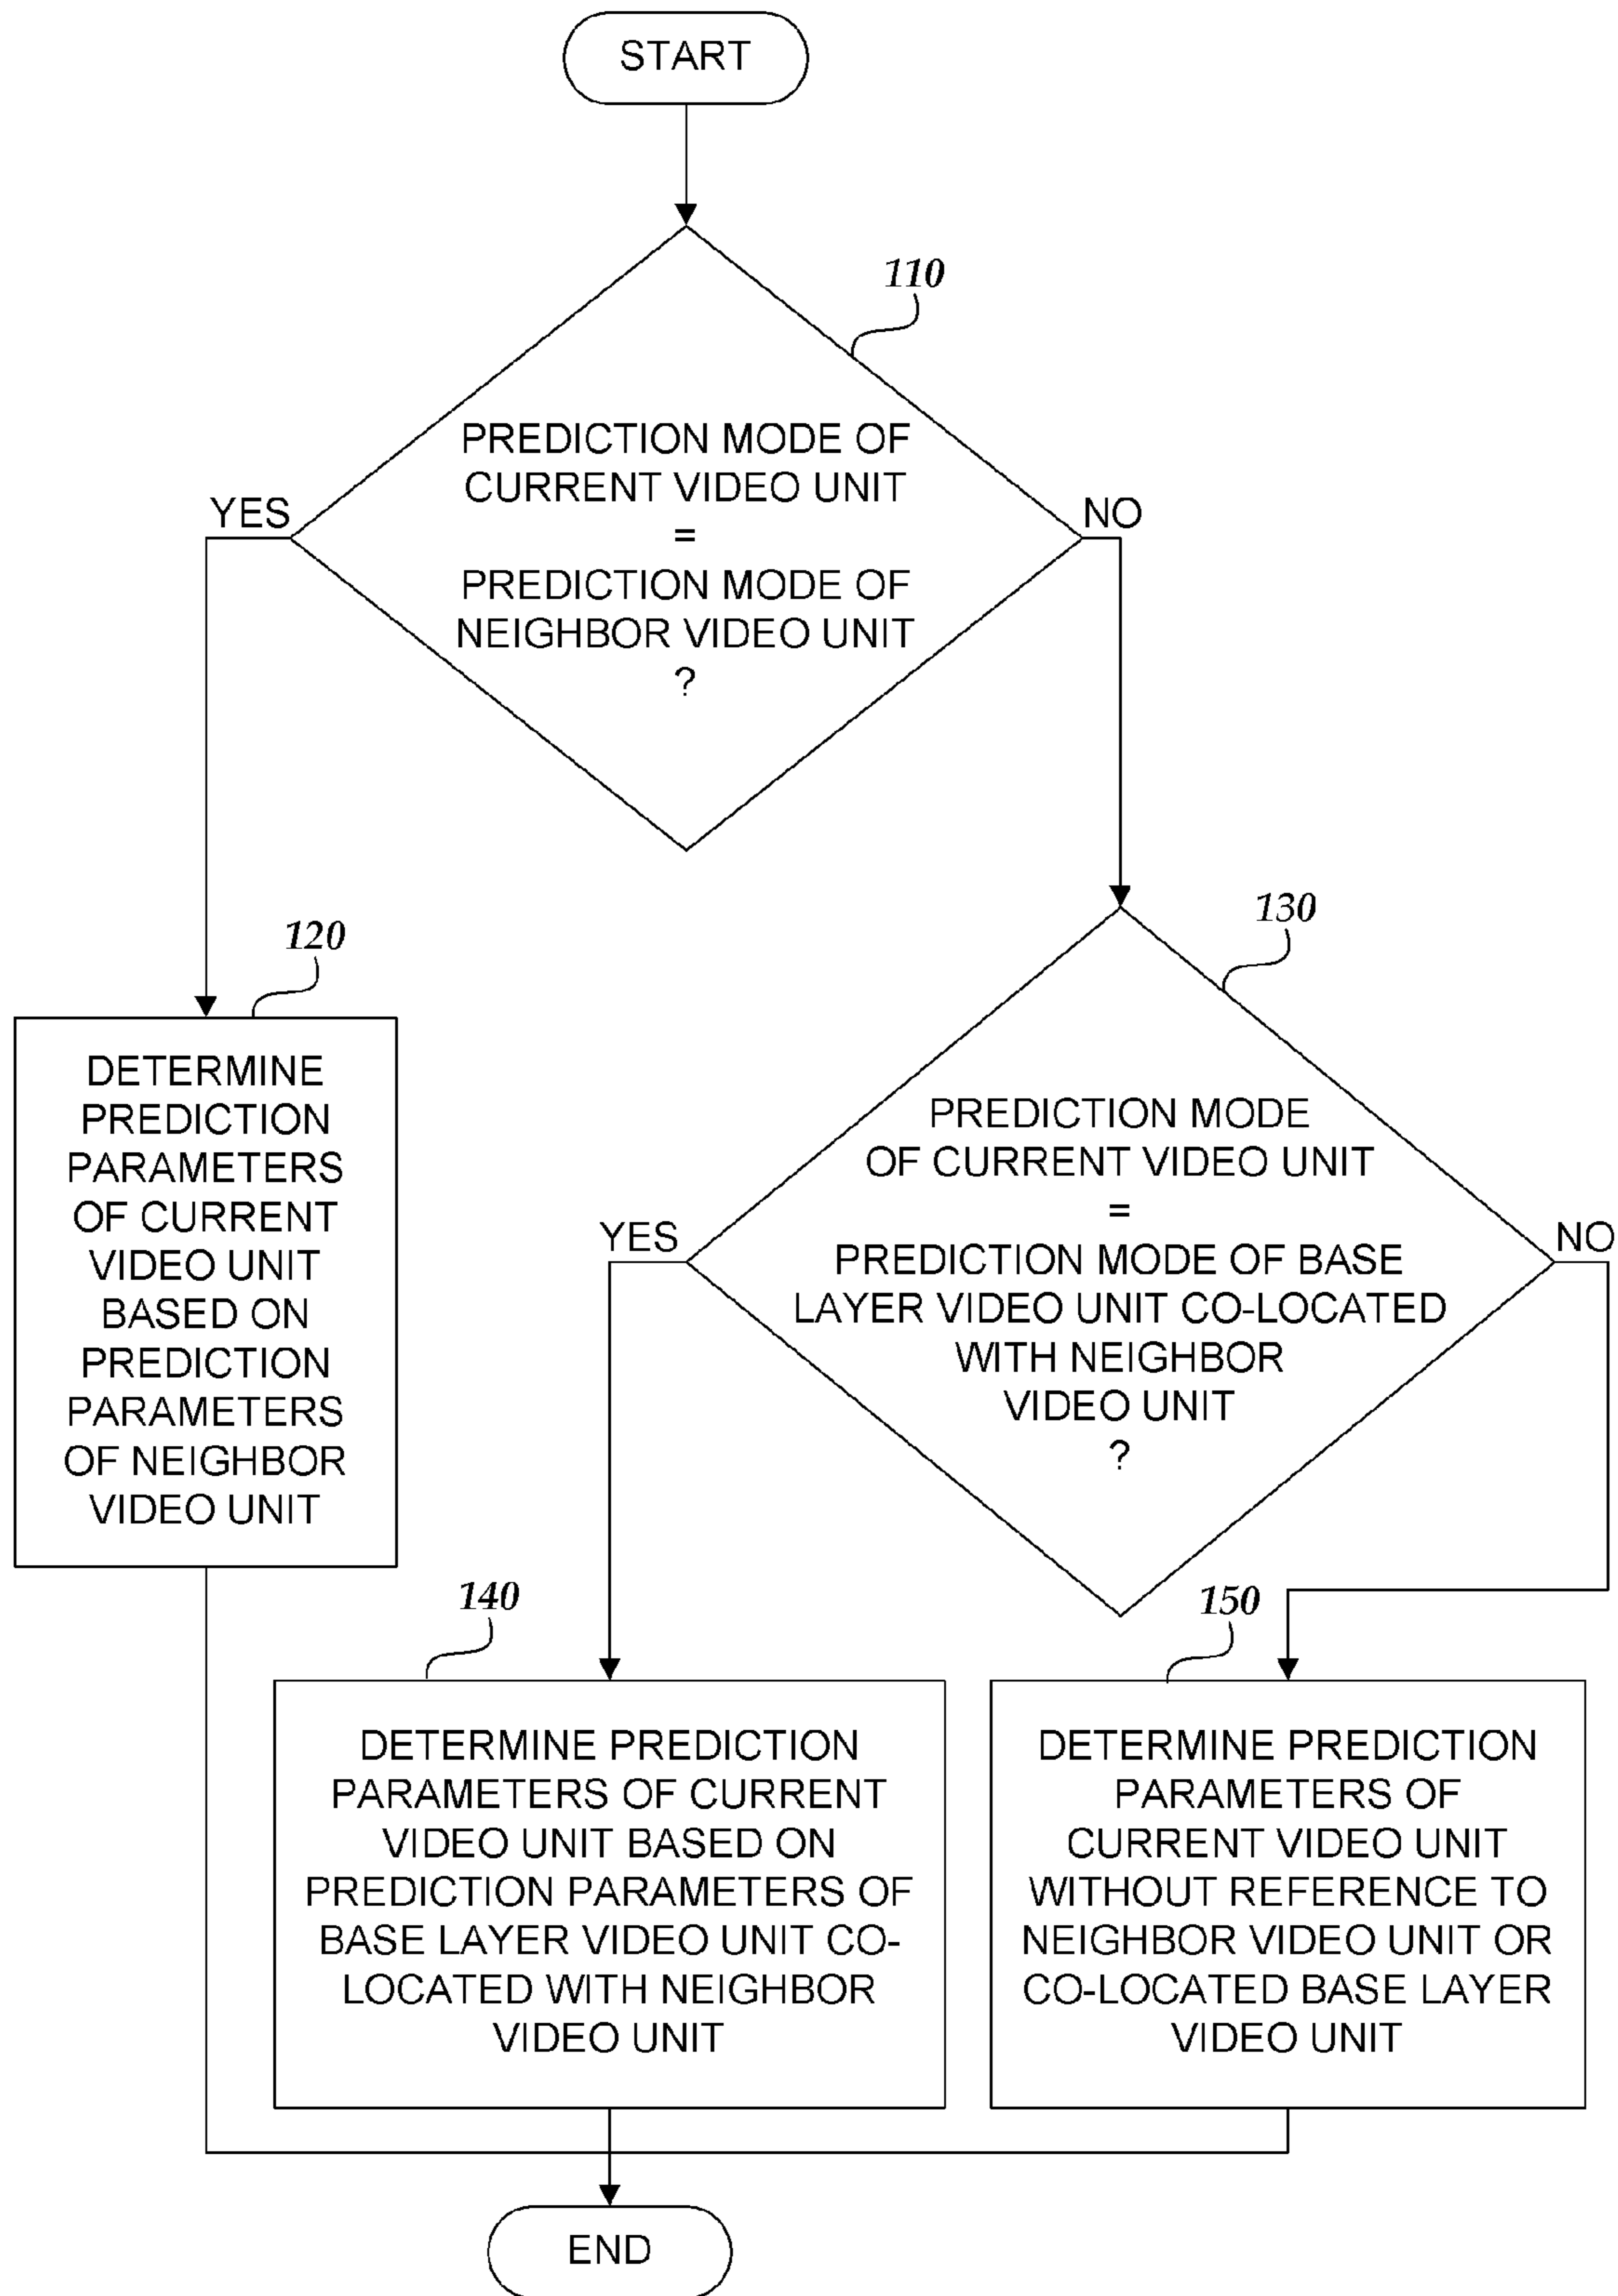 START
110
PREDICTION MODE OF
CURRENT VIDEO UNIT
=
PREDICTION MODE OF
NEIGHBOR VIDEO UNIT
?
YES
NO
120
DETERMINE
PREDICTION
PARAMETERS
OF CURRENT
VIDEO UNIT
BASED ON
PREDICTION
PARAMETERS
OF NEIGHBOR
VIDEO UNIT
130
PREDICTION MODE
OF CURRENT VIDEO UNIT
=
PREDICTION MODE OF BASE
LAYER VIDEO UNIT CO-LOCATED
WITH NEIGHBOR
VIDEO UNIT
?
YES
NO
140
DETERMINE PREDICTION
PARAMETERS OF CURRENT
VIDEO UNIT BASED ON
PREDICTION PARAMETERS OF
BASE LAYER VIDEO UNIT CO-
LOCATED WITH NEIGHBOR
VIDEO UNIT
150
DETERMINE PREDICTION
PARAMETERS OF
CURRENT VIDEO UNIT
WITHOUT REFERENCE TO
NEIGHBOR VIDEO UNIT OR
CO-LOCATED BASE LAYER
VIDEO UNIT
END